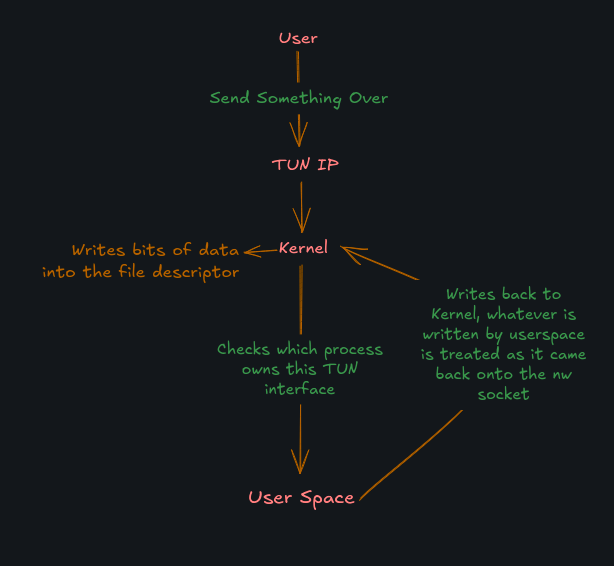 User
Send Something Over
TUN IP
Writes bits of data
into the file descriptor
Kernel
Writes back to
Kernel, whatever is
written by userspace
is treated as it came
back onto the nw
socket
Checks which process
owns this TUN
interface
User Space